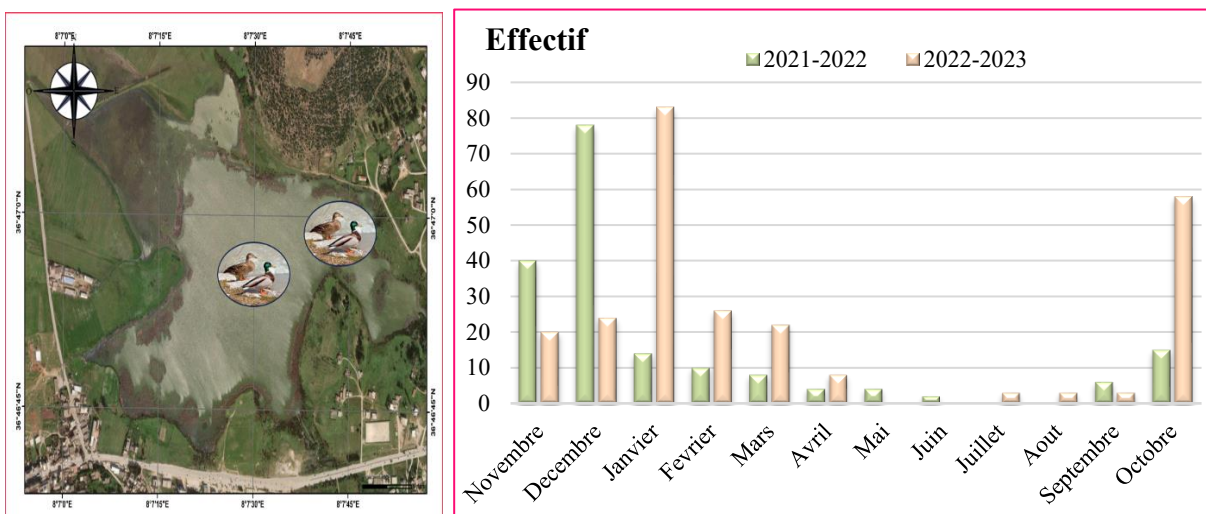 8°7'0"E 8°7'15"E 8°7'30"E 8°7'45"E
S
36°47'0"N 36°47'0"N
36°46'45"N 36°46'45"N
8°7'0"E 8°7'15"E 8°7'30"E 8°7'45"E
Effectif
2021-2022 2022-2023
90
80
70
60
50
40
30
20
10
0
Novembre
Decembre
Janvier
Fevrier
Mars
Avril
Mai
Juin
Juillet
Aout
Septembre
Octobre